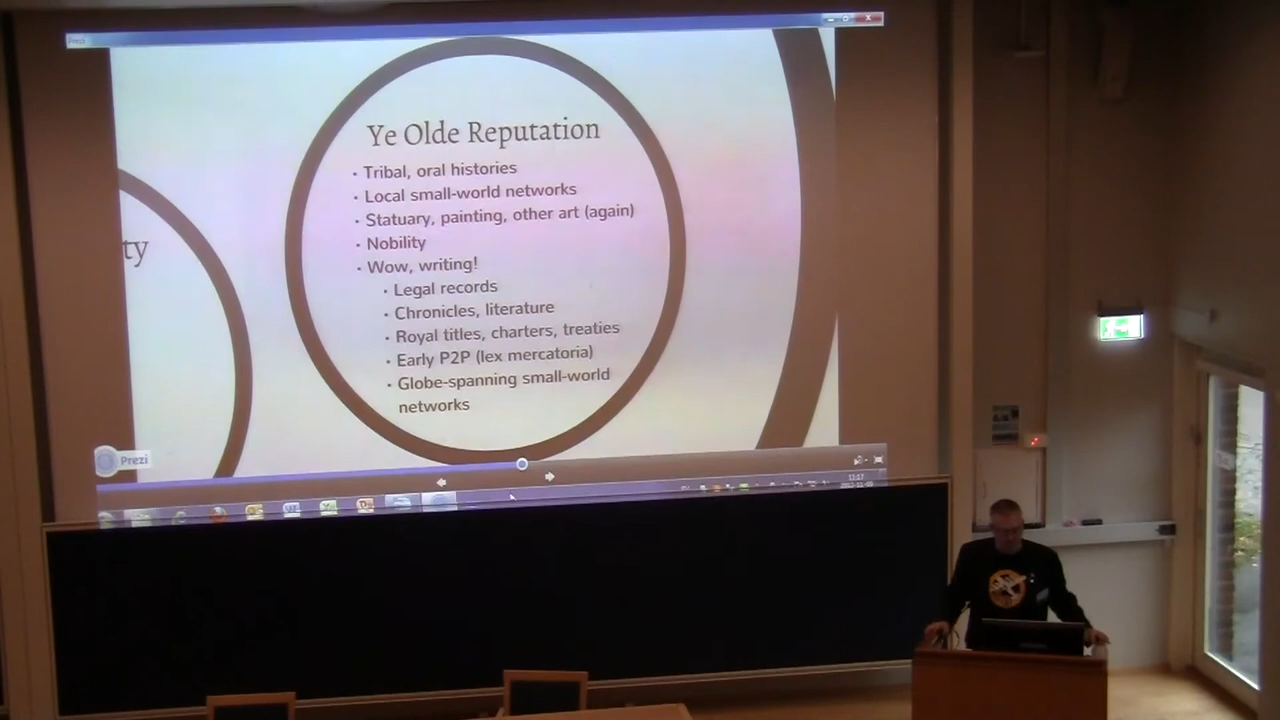 Prezi
Ye Olde Reputation
• Tribal, oral histories
• Local small-world networks
• Statuary, painting, other art (again)
• Nobility
• Wow, writing!
• Legal records
• Chronicles, literature
• Royal titles, charters, treaties
• Early P2P (lex mercatoria)
• Globe-spanning small-world
networks
ty
Prezi
11:17